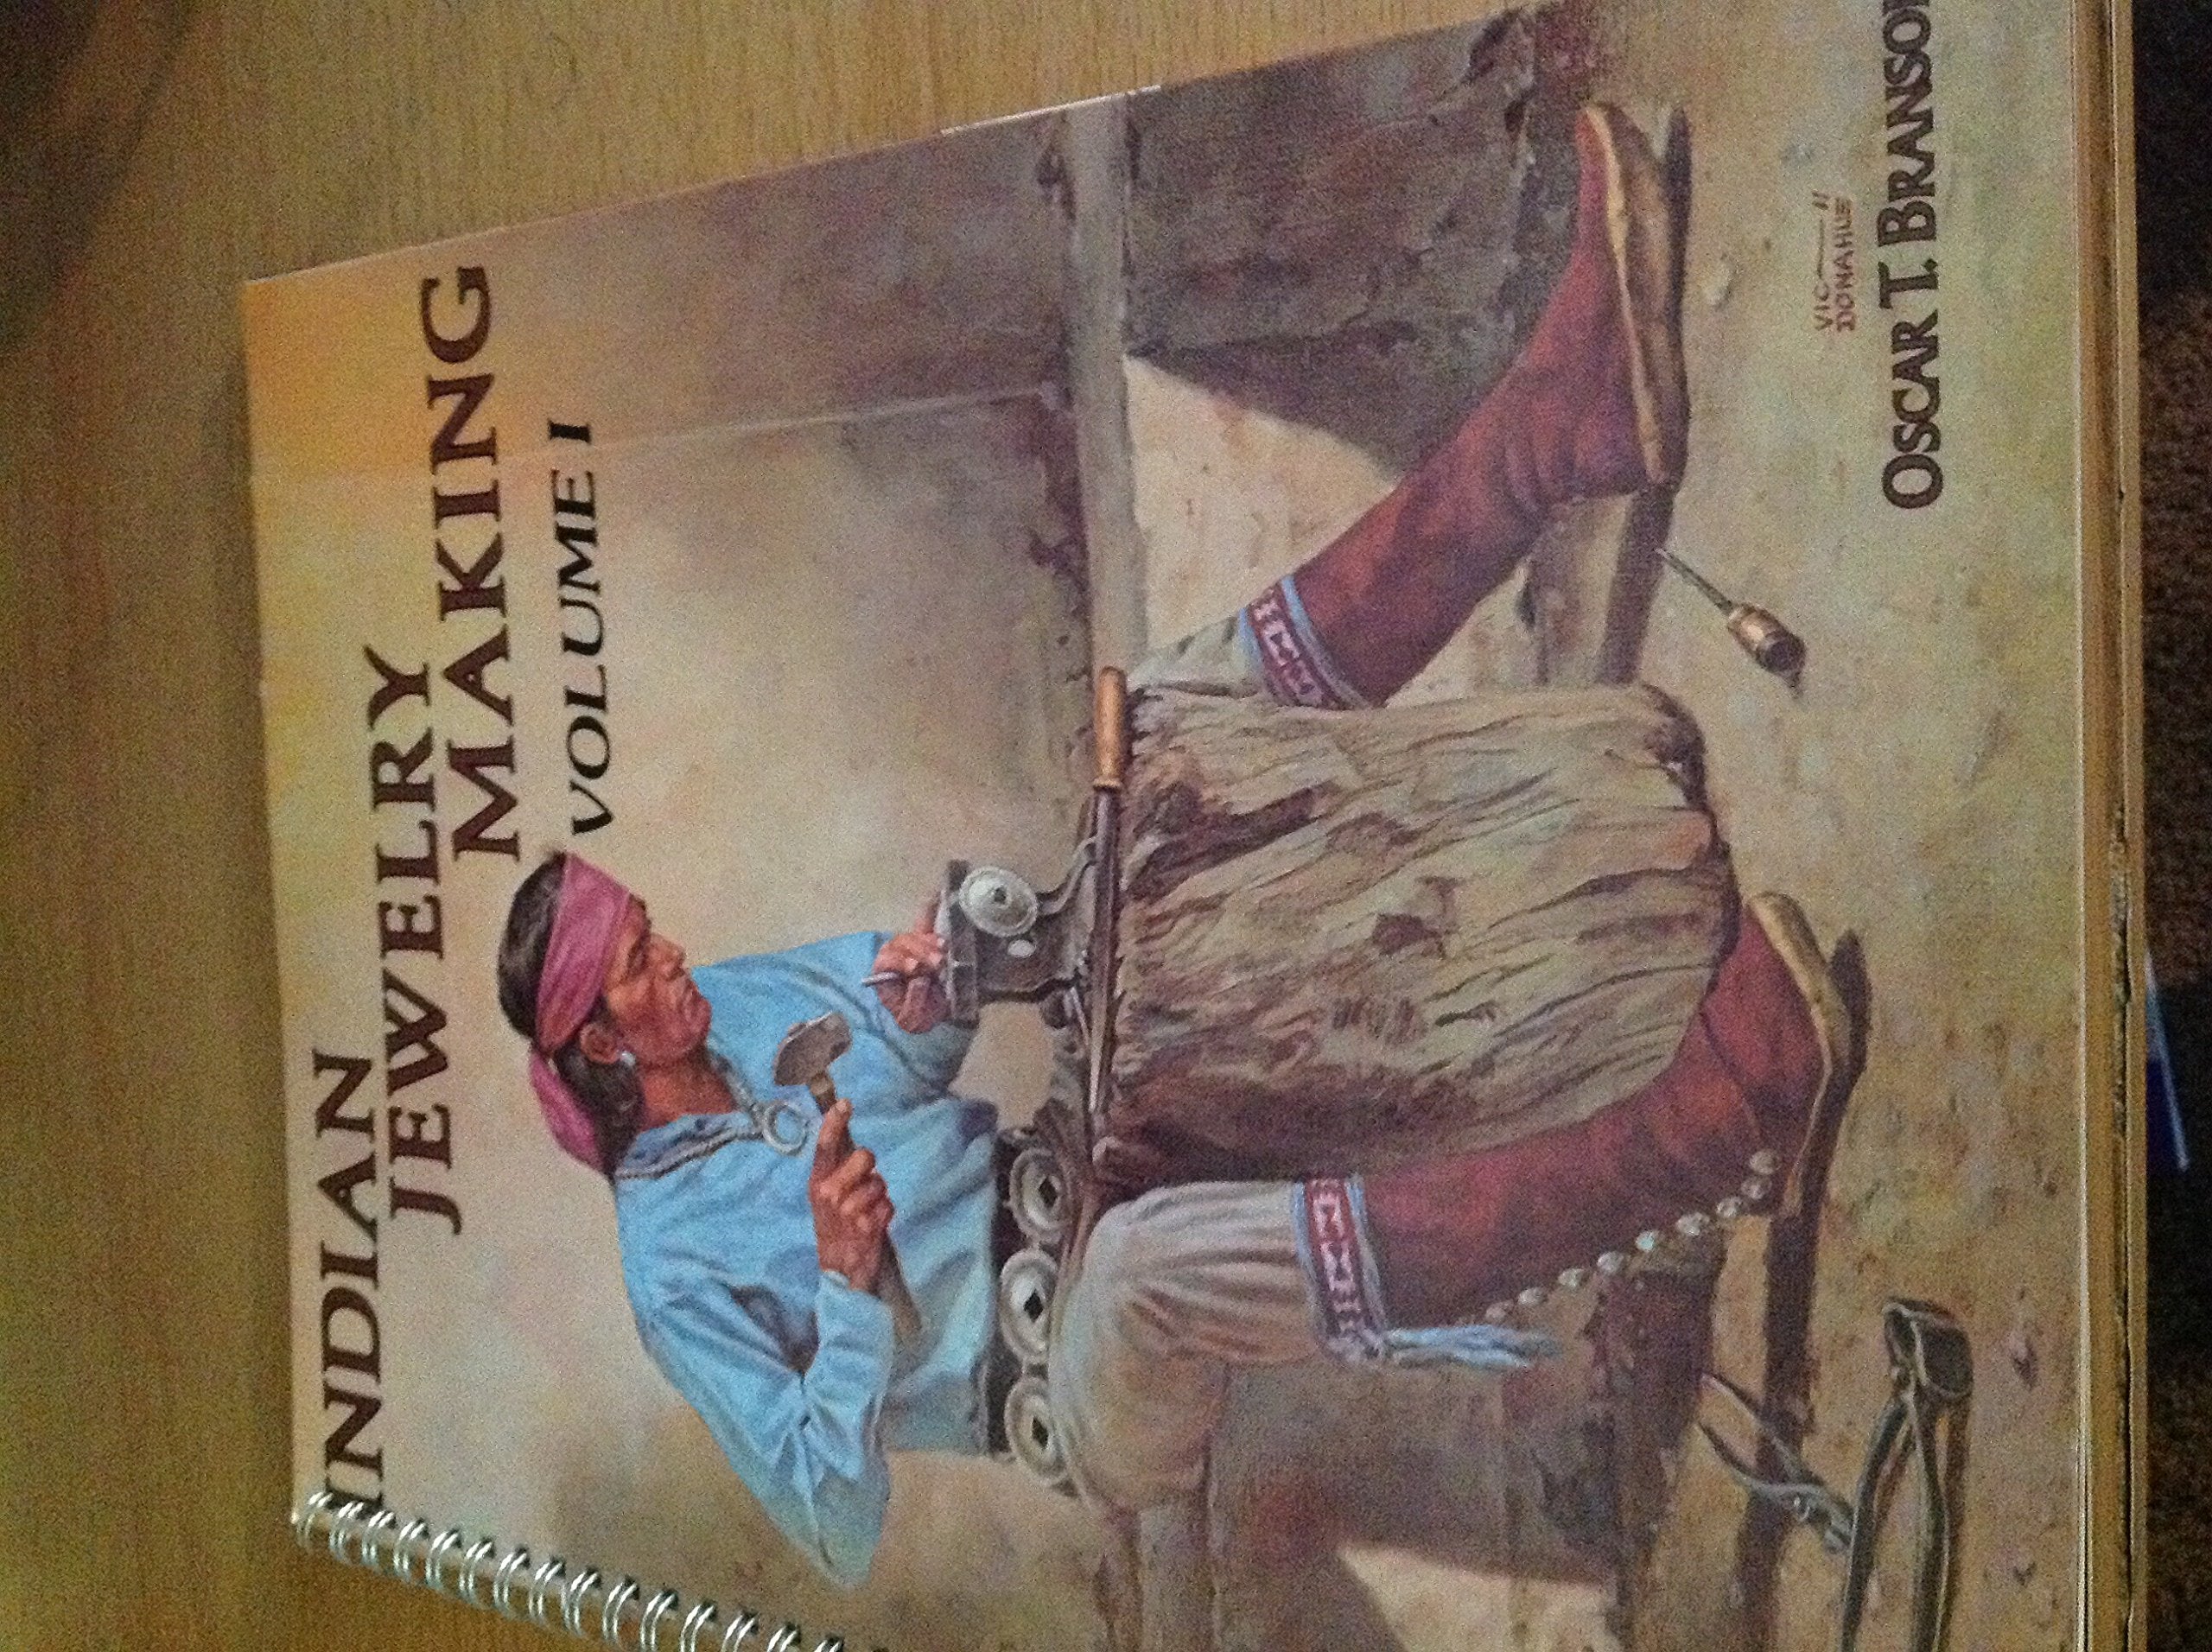 INDIAN
JEWELRY
MAKING
VOLUME I
VIC
DONAHUE
OSCAR T. BRANSON